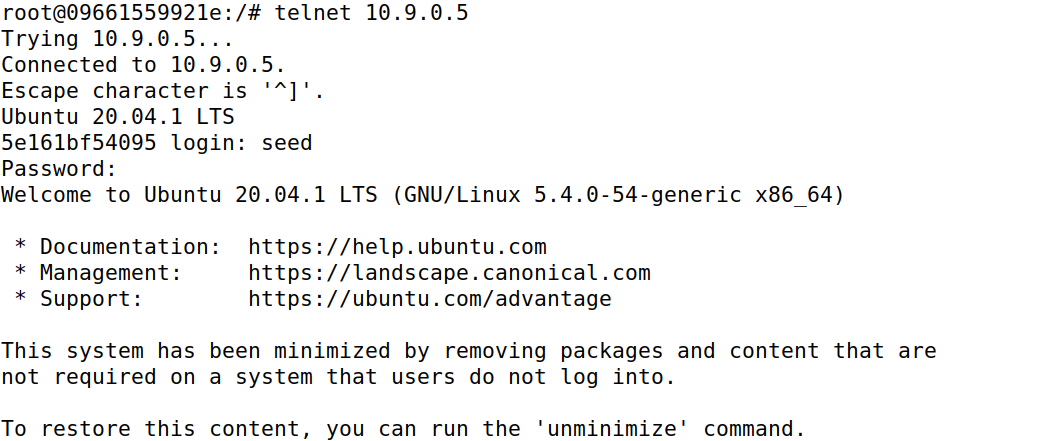 root@09661559921e:/# telnet 10.9.0.5
Trying 10.9.0.5...
Connected to 10.9.0.5.
Escape character is '^]'.
Ubuntu 20.04.1 LTS
5e161bf54095 login: seed
Password:
Welcome to Ubuntu 20.04.1 LTS (GNU/Linux 5.4.0-54-generic x86_64)
 * Documentation:  https://help.ubuntu.com
 * Management:     https://landscape.canonical.com
 * Support:        https://ubuntu.com/advantage
This system has been minimized by removing packages and content that are
not required on a system that users do not log into.
To restore this content, you can run the 'unminimize' command.